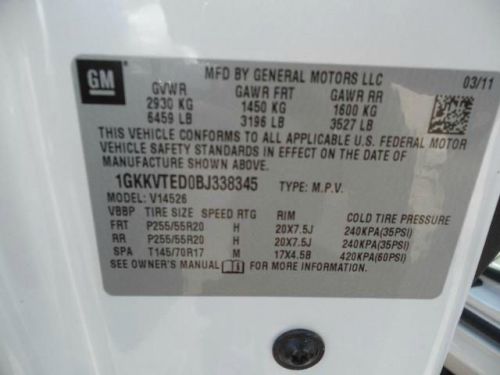 GM
MFD BY GENERAL MOTORS LLC 03/11
GVWR GAWR FRT GAWR RR
2930 KG 1450 KG 1600 KG
6459 LB 3196 LB 3527 LB
THIS VEHICLE CONFORMS TO ALL APPLICABLE U.S. FEDERAL MOTOR
VEHICLE SAFETY STANDARDS IN EFFECT ON THE DATE OF
MANUFACTURE SHOWN ABOVE.
1GKKVTED0BJ338345 TYPE: M.P.V.
MODEL: V14526
VBBP TIRE SIZE SPEED RTG RIM COLD TIRE PRESSURE
FRT P255/55R20 H 20X7.5J 240KPA(35PSI)
RR P255/55R20 H 20X7.5J 240KPA(35PSI)
SPA T145/70R17 M 17X4.5B 420KPA(60PSI)
SEE OWNER'S MANUAL FOR MORE INFORMATION.